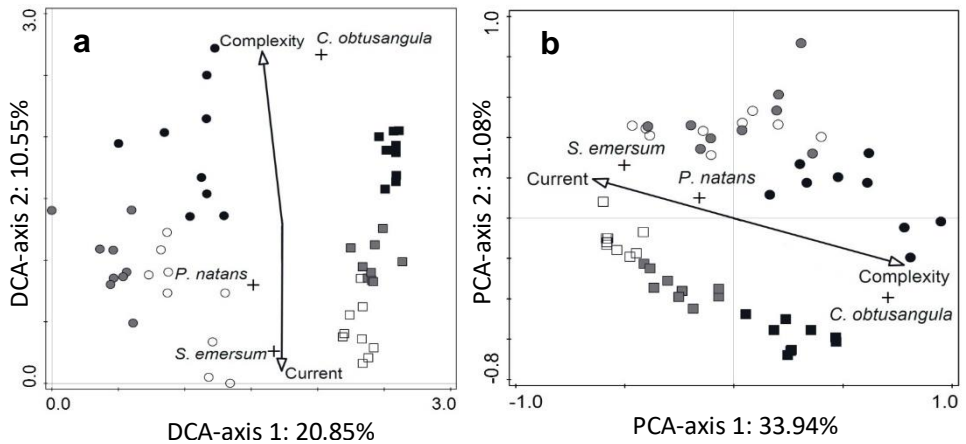 a
3.0
Complexity
C. obtusangula
DCA-axis 2: 10.55%
P. natans
S. emersum
Current
0.0
0.0
3.0
DCA-axis 1: 20.85%
b
1.0
S. emersum
Current
P. natans
PCA-axis 2: 31.08%
Complexity
C. obtusangula
-0.8
-1.0
1.0
PCA-axis 1: 33.94%